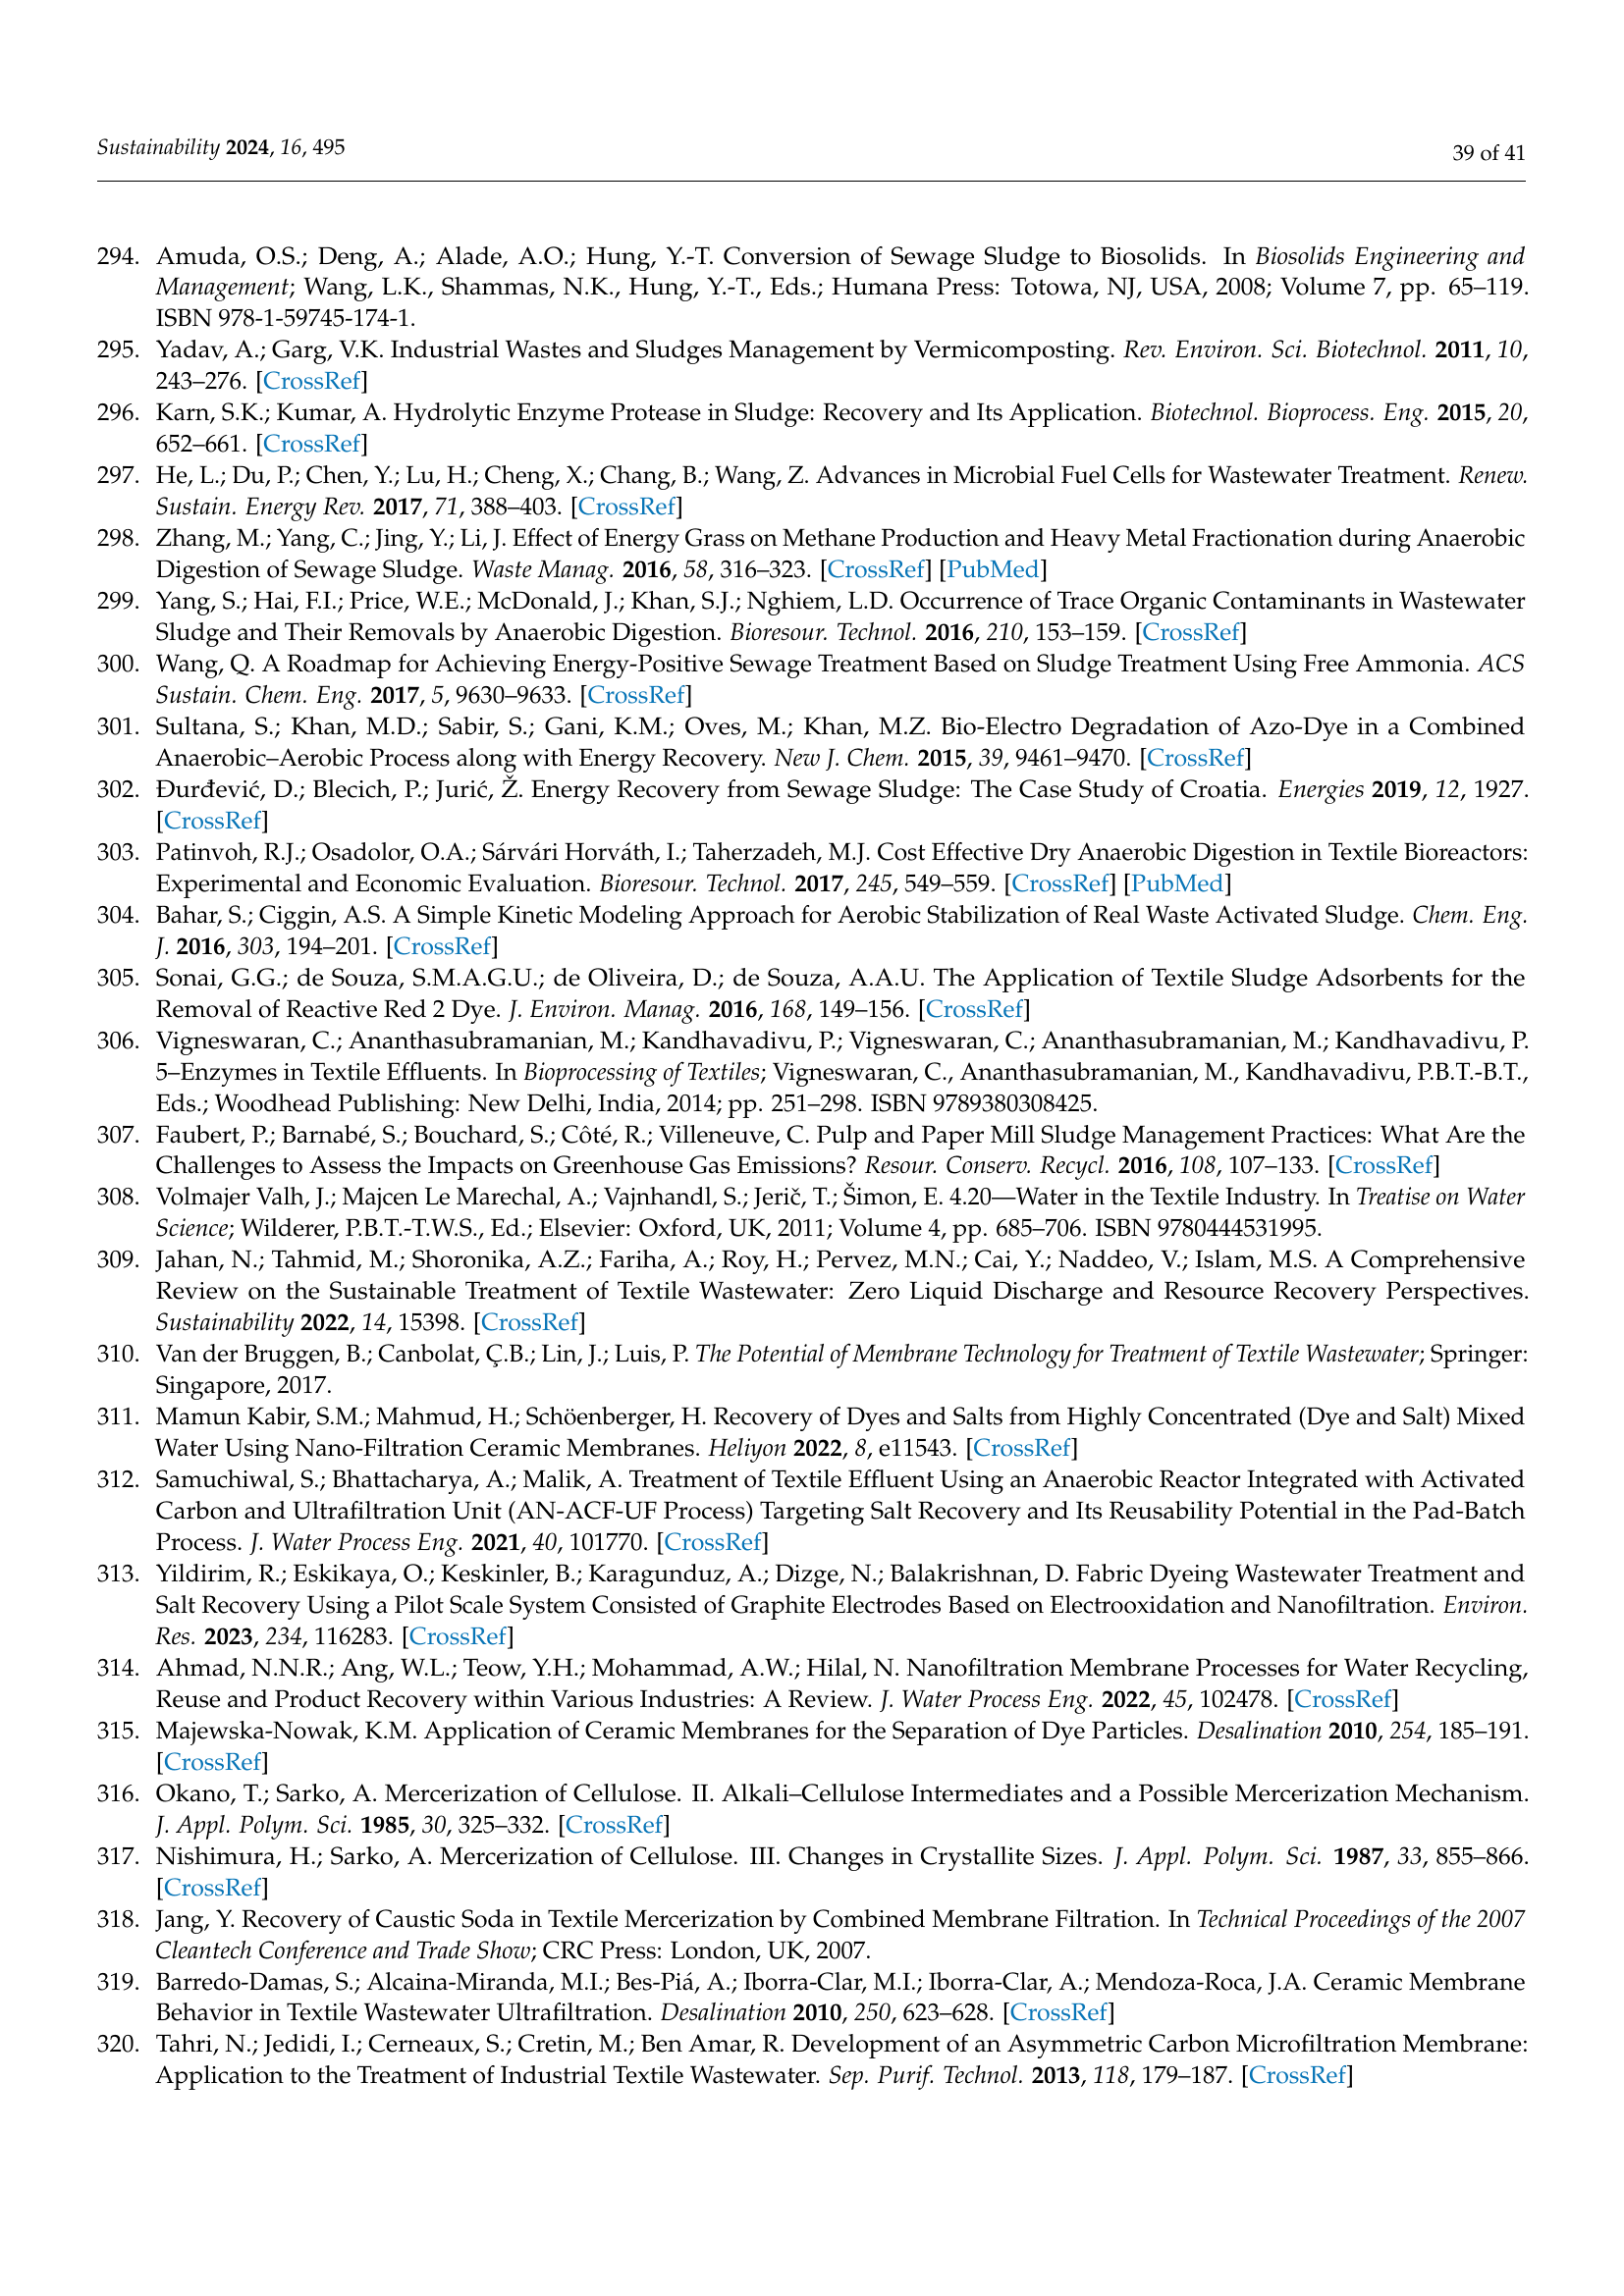 Sustainability 2024, 16, 495
39 of 41
294. Amuda, O.S.; Deng, A.; Alade, A.O.; Hung, Y.-T. Conversion of Sewage Sludge to Biosolids. In Biosolids Engineering and
Management; Wang, L.K., Shammas, N.K., Hung, Y.-T., Eds.; Humana Press: Totowa, NJ, USA, 2008; Volume 7, pp. 65–119.
ISBN 978-1-59745-174-1.
295. Yadav, A.; Garg, V.K. Industrial Wastes and Sludges Management by Vermicomposting. Rev. Environ. Sci. Biotechnol. 2011, 10,
243–276. [CrossRef]
296. Karn, S.K.; Kumar, A. Hydrolytic Enzyme Protease in Sludge: Recovery and Its Application. Biotechnol. Bioprocess. Eng. 2015, 20,
652–661. [CrossRef]
297. He, L.; Du, P.; Chen, Y.; Lu, H.; Cheng, X.; Chang, B.; Wang, Z. Advances in Microbial Fuel Cells for Wastewater Treatment. Renew.
Sustain. Energy Rev. 2017, 71, 388–403. [CrossRef]
298. Zhang, M.; Yang, C.; Jing, Y.; Li, J. Effect of Energy Grass on Methane Production and Heavy Metal Fractionation during Anaerobic
Digestion of Sewage Sludge. Waste Manag. 2016, 58, 316–323. [CrossRef] [PubMed]
299. Yang, S.; Hai, F.I.; Price, W.E.; McDonald, J.; Khan, S.J.; Nghiem, L.D. Occurrence of Trace Organic Contaminants in Wastewater
Sludge and Their Removals by Anaerobic Digestion. Bioresour. Technol. 2016, 210, 153–159. [CrossRef]
300. Wang, Q. A Roadmap for Achieving Energy-Positive Sewage Treatment Based on Sludge Treatment Using Free Ammonia. ACS
Sustain. Chem. Eng. 2017, 5, 9630–9633. [CrossRef]
301. Sultana, S.; Khan, M.D.; Sabir, S.; Gani, K.M.; Oves, M.; Khan, M.Z. Bio-Electro Degradation of Azo-Dye in a Combined
Anaerobic–Aerobic Process along with Energy Recovery. New J. Chem. 2015, 39, 9461–9470. [CrossRef]
302. Đurđević, D.; Blecich, P.; Jurić, Ž. Energy Recovery from Sewage Sludge: The Case Study of Croatia. Energies 2019, 12, 1927.
[CrossRef]
303. Patinvoh, R.J.; Osadolor, O.A.; Sárvári Horváth, I.; Taherzadeh, M.J. Cost Effective Dry Anaerobic Digestion in Textile Bioreactors:
Experimental and Economic Evaluation. Bioresour. Technol. 2017, 245, 549–559. [CrossRef] [PubMed]
304. Bahar, S.; Ciggin, A.S. A Simple Kinetic Modeling Approach for Aerobic Stabilization of Real Waste Activated Sludge. Chem. Eng.
J. 2016, 303, 194–201. [CrossRef]
305. Sonai, G.G.; de Souza, S.M.A.G.U.; de Oliveira, D.; de Souza, A.A.U. The Application of Textile Sludge Adsorbents for the
Removal of Reactive Red 2 Dye. J. Environ. Manag. 2016, 168, 149–156. [CrossRef]
306. Vigneswaran, C.; Ananthasubramanian, M.; Kandhavadivu, P.; Vigneswaran, C.; Ananthasubramanian, M.; Kandhavadivu, P.
5–Enzymes in Textile Effluents. In Bioprocessing of Textiles; Vigneswaran, C., Ananthasubramanian, M., Kandhavadivu, P.B.T.-B.T.,
Eds.; Woodhead Publishing: New Delhi, India, 2014; pp. 251–298. ISBN 9789380308425.
307. Faubert, P.; Barnabé, S.; Bouchard, S.; Côté, R.; Villeneuve, C. Pulp and Paper Mill Sludge Management Practices: What Are the
Challenges to Assess the Impacts on Greenhouse Gas Emissions? Resour. Conserv. Recycl. 2016, 108, 107–133. [CrossRef]
308. Volmajer Valh, J.; Majcen Le Marechal, A.; Vajnhandl, S.; Jerič, T.; Šimon, E. 4.20—Water in the Textile Industry. In Treatise on Water
Science; Wilderer, P.B.T.-T.W.S., Ed.; Elsevier: Oxford, UK, 2011; Volume 4, pp. 685–706. ISBN 9780444531995.
309. Jahan, N.; Tahmid, M.; Shoronika, A.Z.; Fariha, A.; Roy, H.; Pervez, M.N.; Cai, Y.; Naddeo, V.; Islam, M.S. A Comprehensive
Review on the Sustainable Treatment of Textile Wastewater: Zero Liquid Discharge and Resource Recovery Perspectives.
Sustainability 2022, 14, 15398. [CrossRef]
310. Van der Bruggen, B.; Canbolat, Ç.B.; Lin, J.; Luis, P. The Potential of Membrane Technology for Treatment of Textile Wastewater; Springer:
Singapore, 2017.
311. Mamun Kabir, S.M.; Mahmud, H.; Schöenberger, H. Recovery of Dyes and Salts from Highly Concentrated (Dye and Salt) Mixed
Water Using Nano-Filtration Ceramic Membranes. Heliyon 2022, 8, e11543. [CrossRef]
312. Samuchiwal, S.; Bhattacharya, A.; Malik, A. Treatment of Textile Effluent Using an Anaerobic Reactor Integrated with Activated
Carbon and Ultrafiltration Unit (AN-ACF-UF Process) Targeting Salt Recovery and Its Reusability Potential in the Pad-Batch
Process. J. Water Process Eng. 2021, 40, 101770. [CrossRef]
313. Yildirim, R.; Eskikaya, O.; Keskinler, B.; Karagunduz, A.; Dizge, N.; Balakrishnan, D. Fabric Dyeing Wastewater Treatment and
Salt Recovery Using a Pilot Scale System Consisted of Graphite Electrodes Based on Electrooxidation and Nanofiltration. Environ.
Res. 2023, 234, 116283. [CrossRef]
314. Ahmad, N.N.R.; Ang, W.L.; Teow, Y.H.; Mohammad, A.W.; Hilal, N. Nanofiltration Membrane Processes for Water Recycling,
Reuse and Product Recovery within Various Industries: A Review. J. Water Process Eng. 2022, 45, 102478. [CrossRef]
315. Majewska-Nowak, K.M. Application of Ceramic Membranes for the Separation of Dye Particles. Desalination 2010, 254, 185–191.
[CrossRef]
316. Okano, T.; Sarko, A. Mercerization of Cellulose. II. Alkali–Cellulose Intermediates and a Possible Mercerization Mechanism.
J. Appl. Polym. Sci. 1985, 30, 325–332. [CrossRef]
317. Nishimura, H.; Sarko, A. Mercerization of Cellulose. III. Changes in Crystallite Sizes. J. Appl. Polym. Sci. 1987, 33, 855–866.
[CrossRef]
318. Jang, Y. Recovery of Caustic Soda in Textile Mercerization by Combined Membrane Filtration. In Technical Proceedings of the 2007
Cleantech Conference and Trade Show; CRC Press: London, UK, 2007.
319. Barredo-Damas, S.; Alcaina-Miranda, M.I.; Bes-Piá, A.; Iborra-Clar, M.I.; Iborra-Clar, A.; Mendoza-Roca, J.A. Ceramic Membrane
Behavior in Textile Wastewater Ultrafiltration. Desalination 2010, 250, 623–628. [CrossRef]
320. Tahri, N.; Jedidi, I.; Cerneaux, S.; Cretin, M.; Ben Amar, R. Development of an Asymmetric Carbon Microfiltration Membrane:
Application to the Treatment of Industrial Textile Wastewater. Sep. Purif. Technol. 2013, 118, 179–187. [CrossRef]